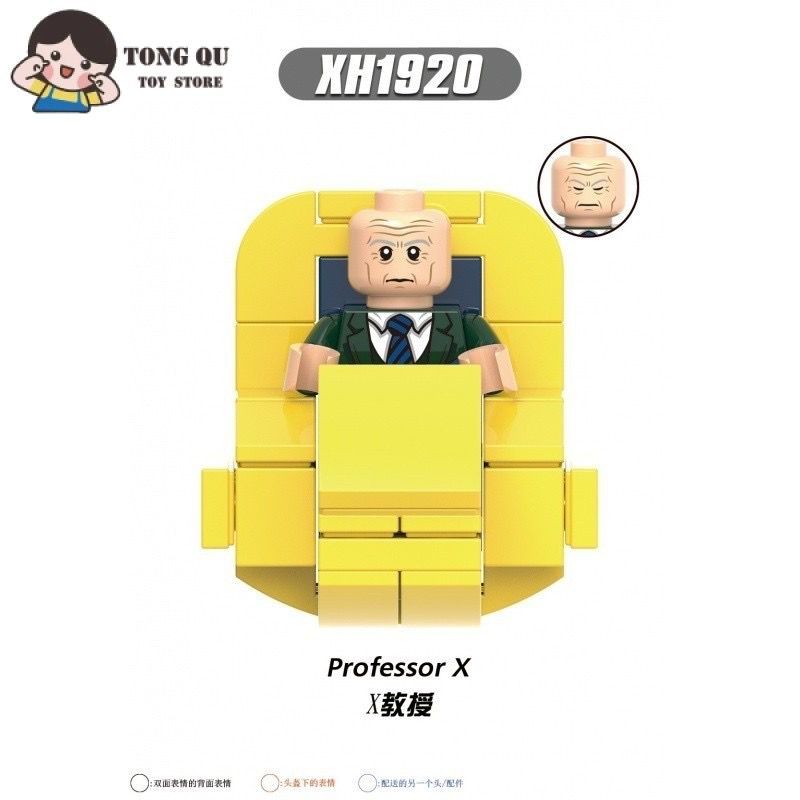 TONG QU
TOY STORE
XH1920
Professor X
X教授
:双面表情的背面表情
:头盔下的表情
:配送的另一个头/配件